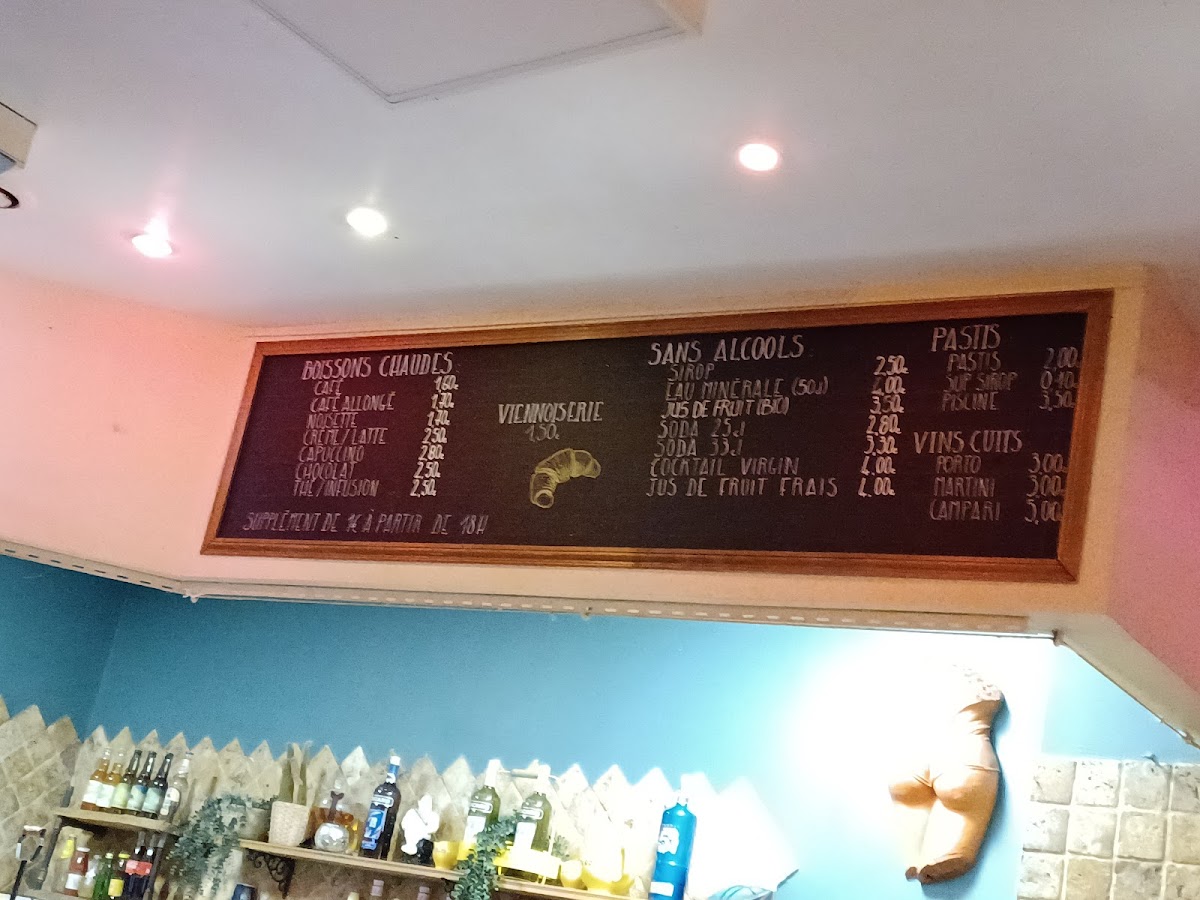 BOISSONS CHAUDES
CAFÉ 1,60€
CAFÉ ALLONGÉ 1,70€
NOISETTE 1,70€
CRÈME/LATTE 2,50€
CAPUCCINO 2,80€
CHOCOLAT 2,50€
THÉ/INFUSION 2,50€
SUPPLÉMENT DE 1€ À PARTIR DE 18H
VIENNOISERIE
1,50€
SANS ALCOOLS
SIROP 2,50€
EAU MINÉRALE (50cl) 4,00€
JUS DE FRUIT (BIO) 3,50€
SODA 25cl 2,80€
SODA 33cl 3,30€
COCKTAIL VIRGIN 4,00€
JUS DE FRUIT FRAIS 4,00€
PASTIS
PASTIS 2,00€
SUP SIROP 0,10€
PISCINE 3,50€
VINS CUITS
PORTO 3,00€
MARTINI 3,00€
CAMPARI 5,00€